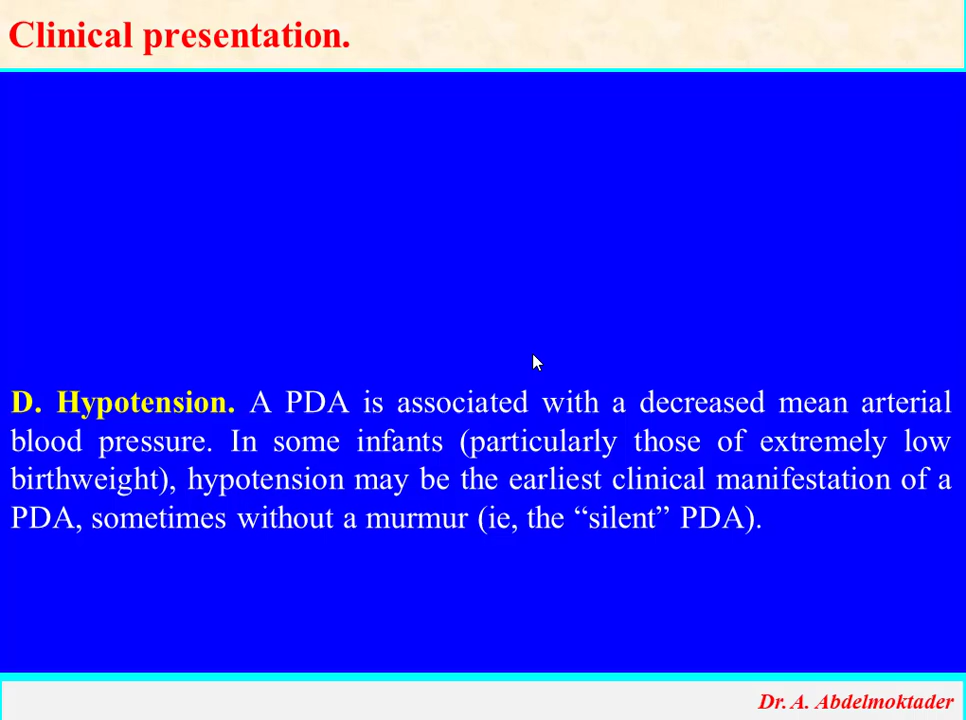 Clinical presentation.
D. Hypotension. A PDA is associated with a decreased mean arterial
blood pressure. In some infants (particularly those of extremely low
birthweight), hypotension may be the earliest clinical manifestation of a
PDA, sometimes without a murmur (ie, the “silent” PDA).
Dr. A. Abdelmoktader